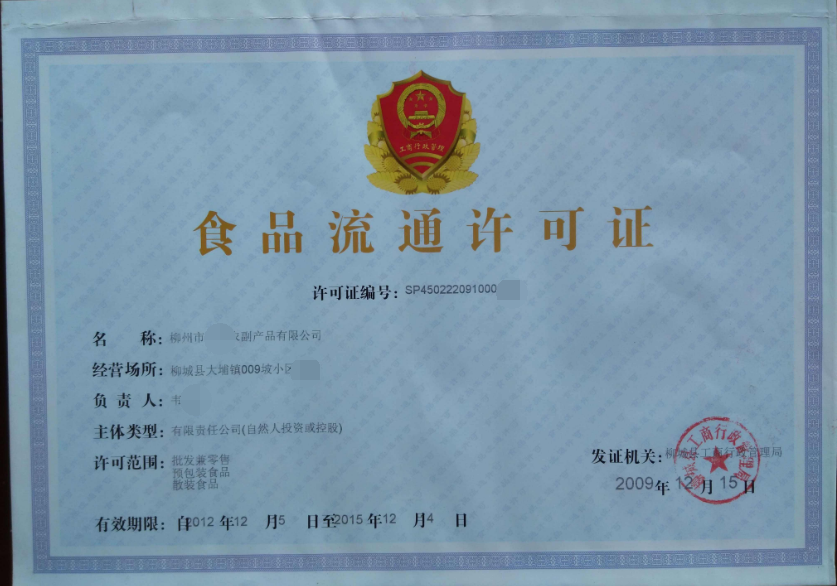 工商行政管理
食品流通许可证
许可证编号：SP450222091000
名 称：柳州市 副产品有限公司
经营场所：柳城县大埔镇009坡小区
负 责 人：韦
主体类型：有限责任公司(自然人投资或控股)
许可范围：批发兼零售
预包装食品
散装食品
发证机关：柳城县工商行政管理局
2009年12月15日
有效期限：自2012年12月5日至2015年12月4日